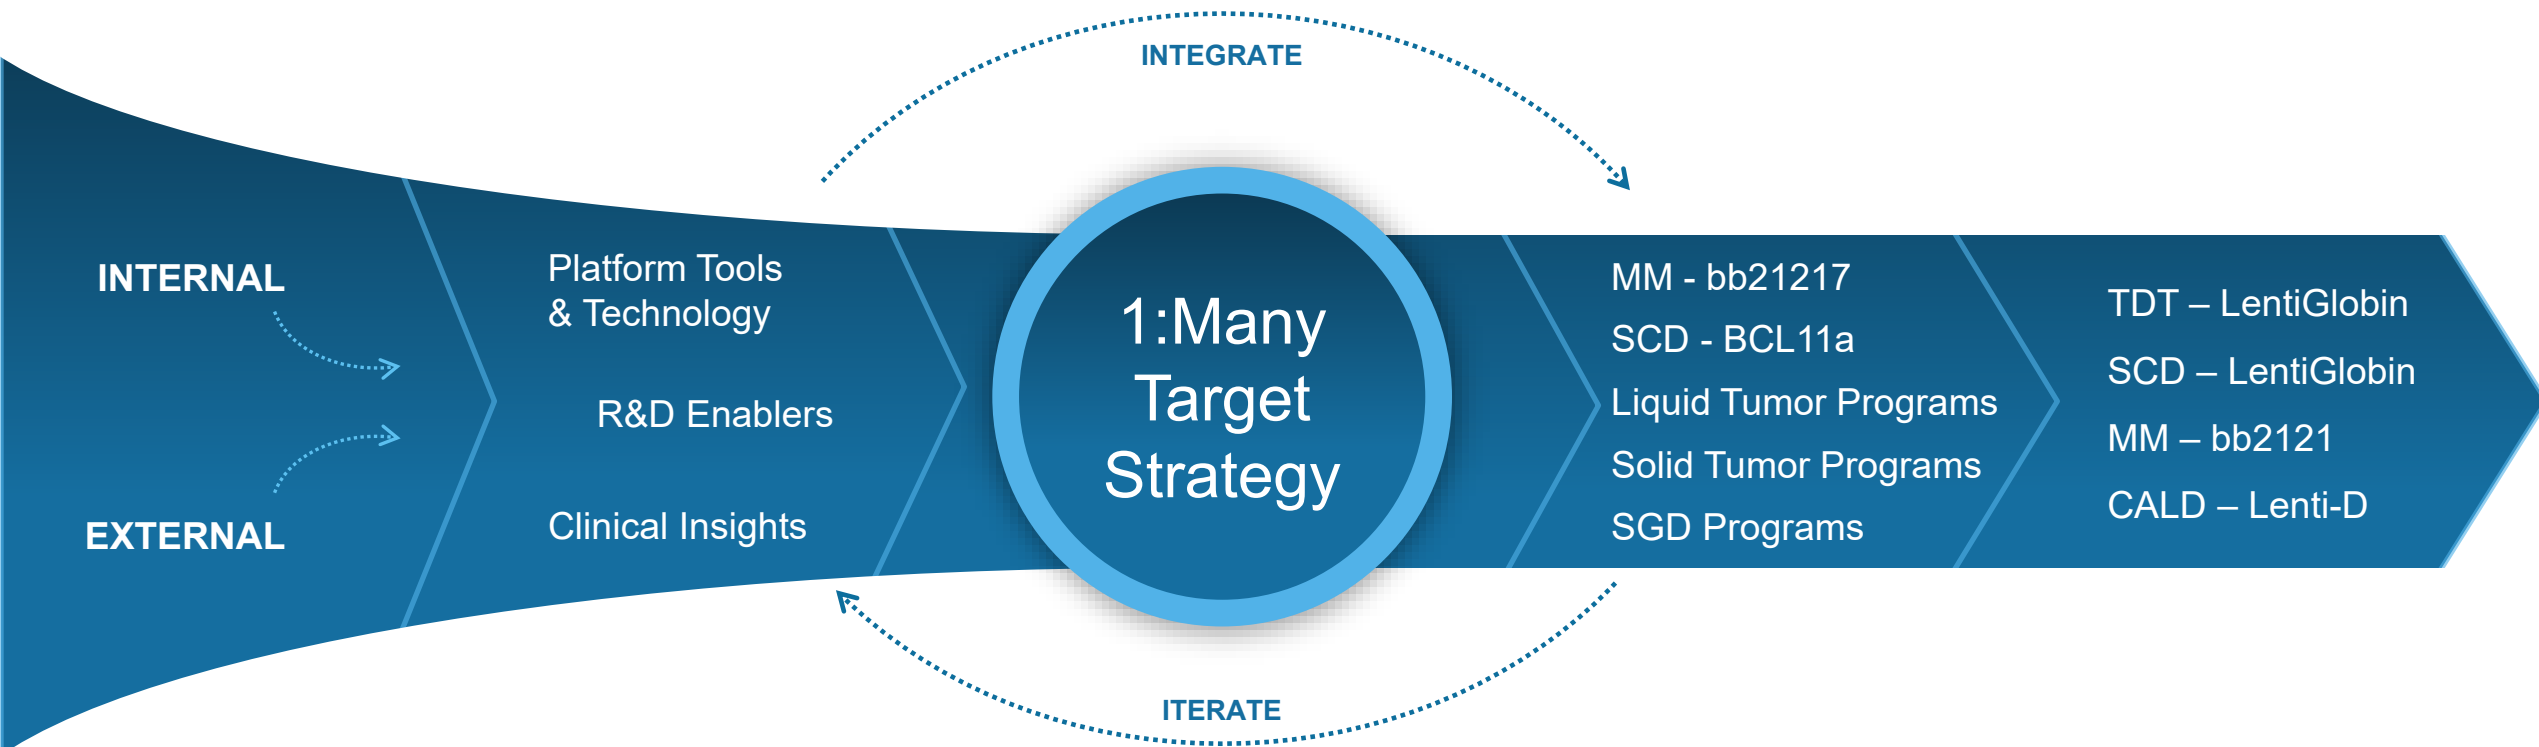 INTEGRATE
INTERNAL
EXTERNAL
Platform Tools
& Technology
R&D Enablers
Clinical Insights
1:Many
Target
Strategy
MM - bb21217
SCD - BCL11a
Liquid Tumor Programs
Solid Tumor Programs
SGD Programs
TDT – LentiGlobin
SCD – LentiGlobin
MM – bb2121
CALD – Lenti-D
ITERATE